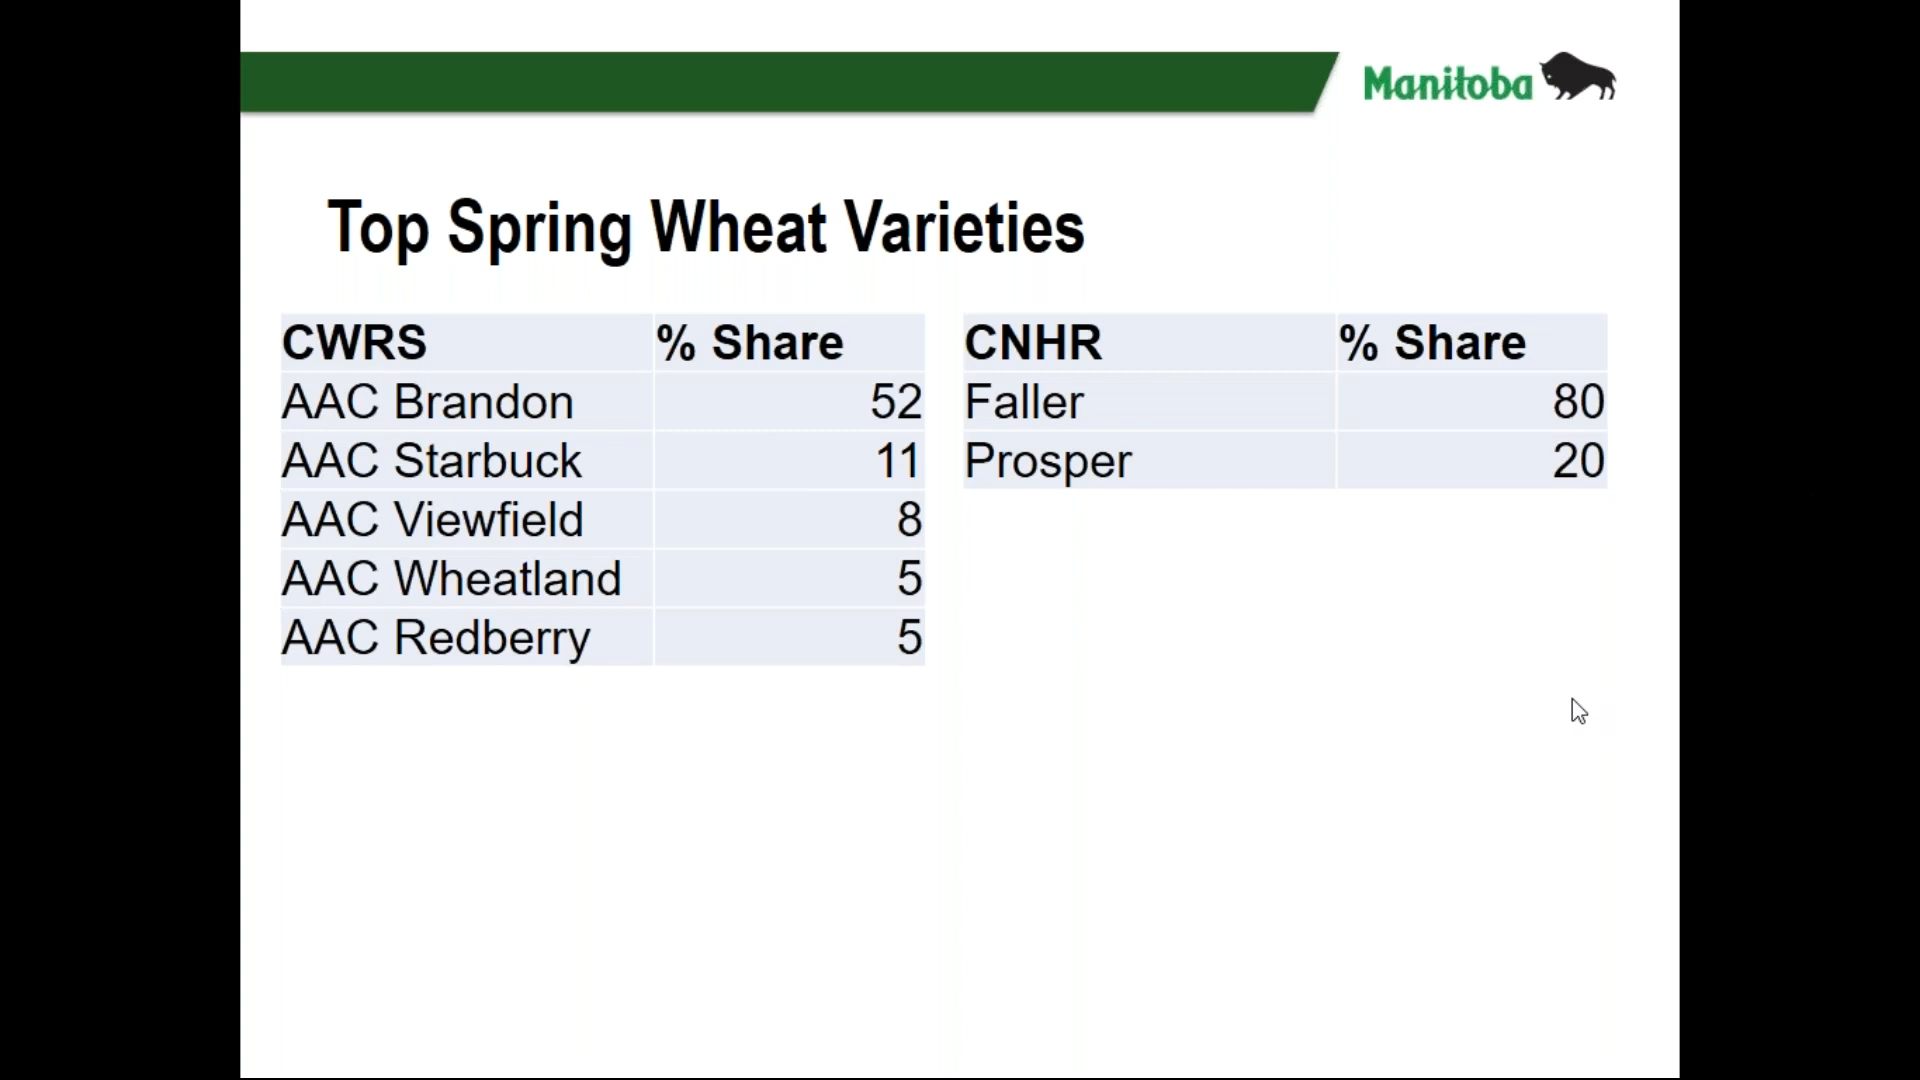 Manitoba
Top Spring Wheat Varieties
CWRS % Share
AAC Brandon 52
AAC Starbuck 11
AAC Viewfield 8
AAC Wheatland 5
AAC Redberry 5
CNHR % Share
Faller 80
Prosper 20